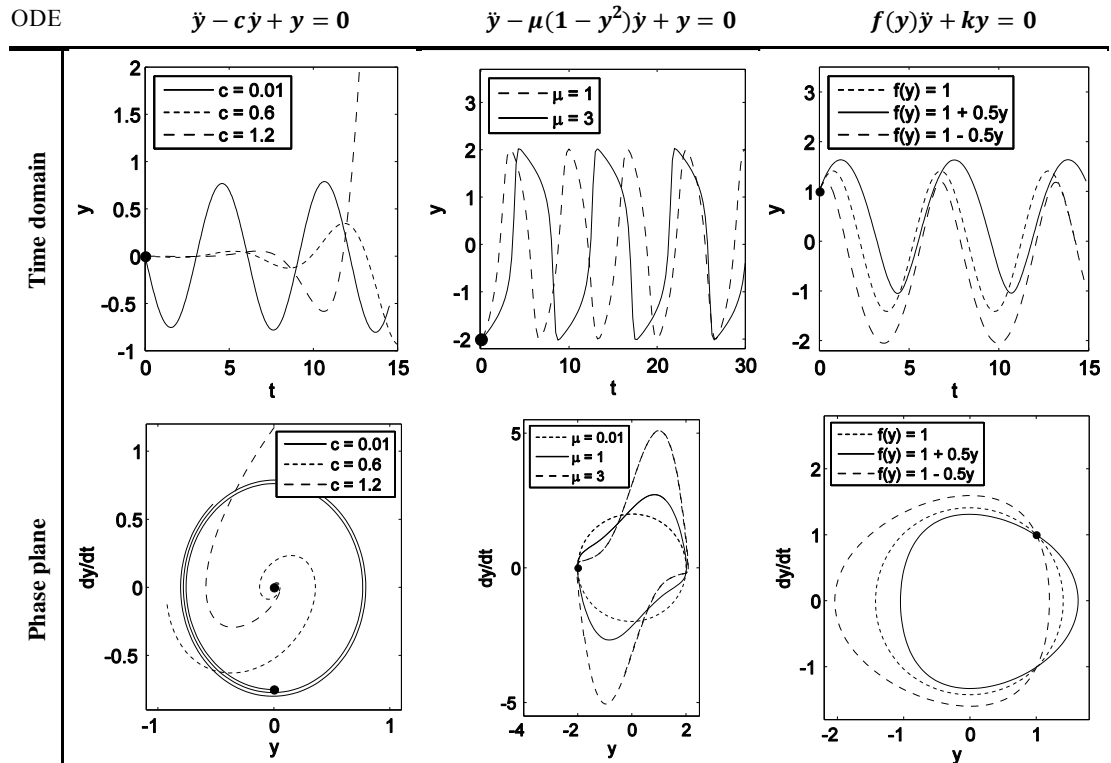 ODE
ÿ − cẏ + y = 0
ÿ − μ(1 − y²)ẏ + y = 0
f(y)ÿ + ky = 0
Time domain
2
1.5
1
0.5
0
-0.5
-1
y
0
5
10
15
t
c = 0.01
c = 0.6
c = 1.2
3
2
1
0
-1
-2
y
0
10
20
30
t
μ = 1
μ = 3
3
2
1
0
-1
-2
y
0
5
10
15
t
f(y) = 1
f(y) = 1 + 0.5y
f(y) = 1 - 0.5y
Phase plane
1
0.5
0
-0.5
dy/dt
-1
0
1
y
c = 0.01
c = 0.6
c = 1.2
5
0
-5
dy/dt
-2
0
2
4
y
μ = 0.01
μ = 1
μ = 3
2
1
0
-1
dy/dt
-2
-1
0
1
y
f(y) = 1
f(y) = 1 + 0.5y
f(y) = 1 - 0.5y